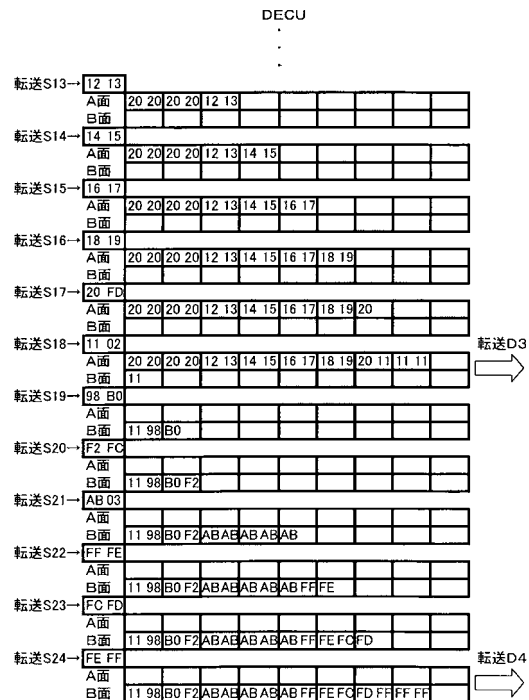 DECU
転送S13→ 12 13
A面 20 20 20 20 12 13
B面
転送S14→ 14 15
A面 20 20 20 20 12 13 14 15
B面
転送S15→ 16 17
A面 20 20 20 20 12 13 14 15 16 17
B面
転送S16→ 18 19
A面 20 20 20 20 12 13 14 15 16 17 18 19
B面
転送S17→ 20 FD
A面 20 20 20 20 12 13 14 15 16 17 18 19 20
B面
転送S18→ 11 02 転送D3
A面 20 20 20 20 12 13 14 15 16 17 18 19 20 11 11 11
B面 11
転送S19→ 98 B0
A面
B面 11 98 B0
転送S20→ F2 FC
A面
B面 11 98 B0 F2
転送S21→ AB 03
A面
B面 11 98 B0 F2 AB AB AB AB AB
転送S22→ FF FE
A面
B面 11 98 B0 F2 AB AB AB AB AB FF FE
転送S23→ FC FD
A面
B面 11 98 B0 F2 AB AB AB AB AB FF FE FC FD
転送S24→ FE FF 転送D4
A面
B面 11 98 B0 F2 AB AB AB AB AB FF FE FC FD FF FF FF